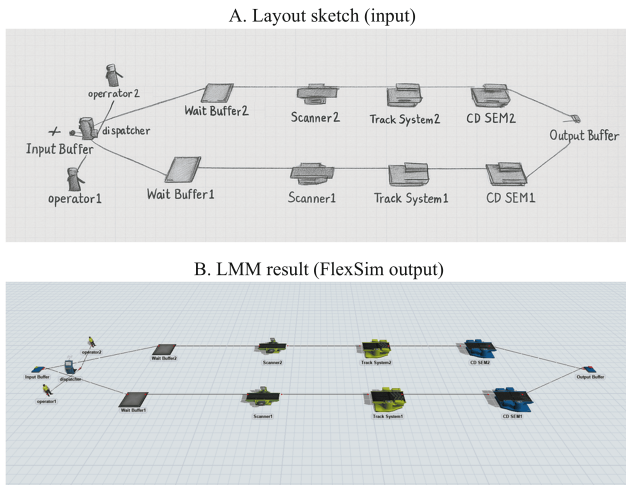 A. Layout sketch (input)
operrator2
Wait Buffer2
Scanner2
Track System2
CD SEM2
dispatcher
Input Buffer
Output Buffer
operator1
Wait Buffer1
Scanner1
Track System1
CD SEM1
B. LMM result (FlexSim output)
operator2
Wait Buffer2
Scanner2
Track System2
CD SEM2
Input Buffer
dispatcher
Output Buffer
operator1
Wait Buffer1
Scanner1
Track System1
CD SEM1